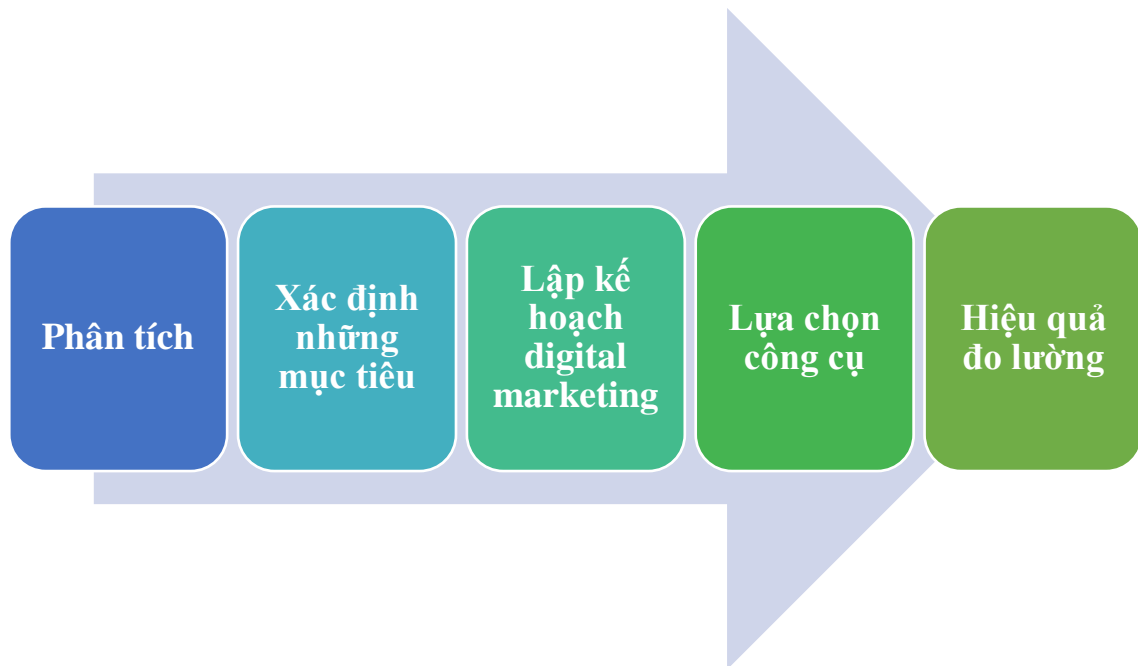 Phân tích
Xác định
những
mục tiêu
Lập kế
hoạch
digital
marketing
Lựa chọn
công cụ
Hiệu quả
đo lường